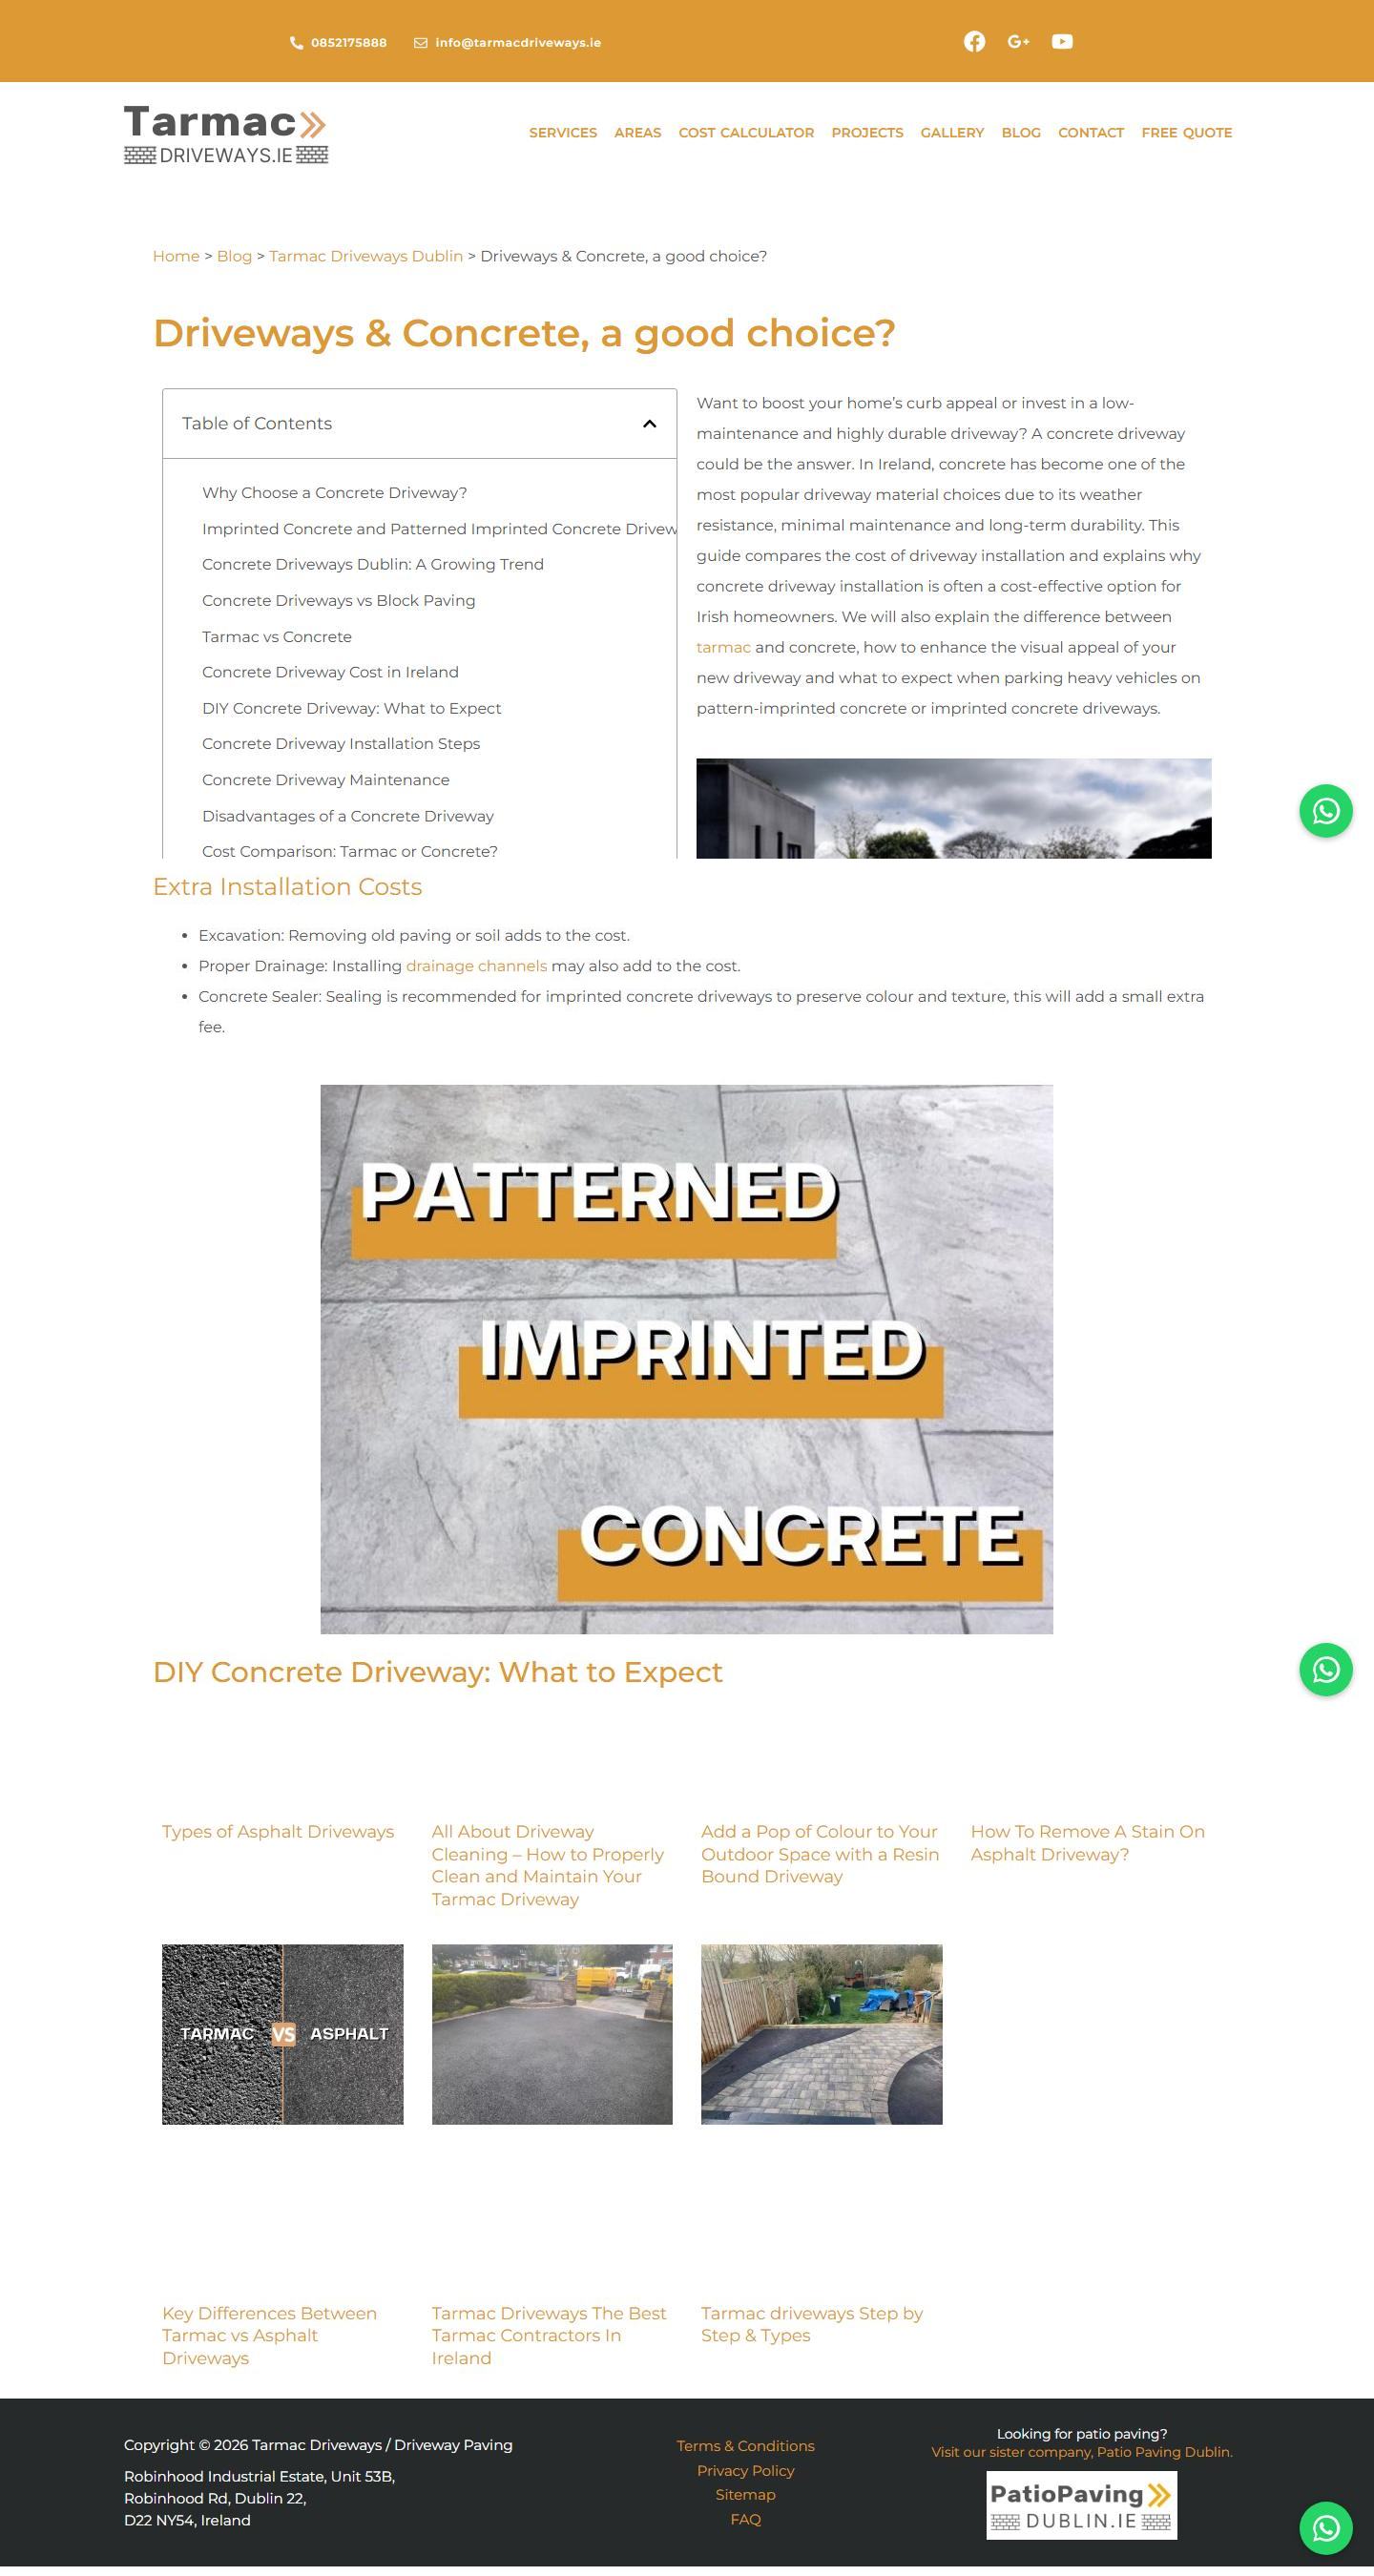 0852175888 info@tarmacdriveways.ie
Tarmac
DRIVEWAYS.IE
SERVICES AREAS COST CALCULATOR PROJECTS GALLERY BLOG CONTACT FREE QUOTE
Home > Blog > Tarmac Driveways Dublin > Driveways & Concrete, a good choice?
Driveways & Concrete, a good choice?
Table of Contents
Why Choose a Concrete Driveway?
Imprinted Concrete and Patterned Imprinted Concrete Drivew
Concrete Driveways Dublin: A Growing Trend
Concrete Driveways vs Block Paving
Tarmac vs Concrete
Concrete Driveway Cost in Ireland
DIY Concrete Driveway: What to Expect
Concrete Driveway Installation Steps
Concrete Driveway Maintenance
Disadvantages of a Concrete Driveway
Cost Comparison: Tarmac or Concrete?
Want to boost your home’s curb appeal or invest in a low-
maintenance and highly durable driveway? A concrete driveway
could be the answer. In Ireland, concrete has become one of the
most popular driveway material choices due to its weather
resistance, minimal maintenance and long-term durability. This
guide compares the cost of driveway installation and explains why
concrete driveway installation is often a cost-effective option for
Irish homeowners. We will also explain the difference between
tarmac and concrete, how to enhance the visual appeal of your
new driveway and what to expect when parking heavy vehicles on
pattern-imprinted concrete or imprinted concrete driveways.
Extra Installation Costs
• Excavation: Removing old paving or soil adds to the cost.
• Proper Drainage: Installing drainage channels may also add to the cost.
• Concrete Sealer: Sealing is recommended for imprinted concrete driveways to preserve colour and texture, this will add a small extra
fee.
PATTERNED
IMPRINTED
CONCRETE
DIY Concrete Driveway: What to Expect
Types of Asphalt Driveways
All About Driveway
Cleaning – How to Properly
Clean and Maintain Your
Tarmac Driveway
Add a Pop of Colour to Your
Outdoor Space with a Resin
Bound Driveway
How To Remove A Stain On
Asphalt Driveway?
TARMAC VS ASPHALT
Key Differences Between
Tarmac vs Asphalt
Driveways
Tarmac Driveways The Best
Tarmac Contractors In
Ireland
Tarmac driveways Step by
Step & Types
Copyright © 2026 Tarmac Driveways / Driveway Paving
Robinhood Industrial Estate, Unit 53B,
Robinhood Rd, Dublin 22,
D22 NY54, Ireland
Terms & Conditions
Privacy Policy
Sitemap
FAQ
Looking for patio paving?
Visit our sister company, Patio Paving Dublin.
PatioPaving
DUBLIN.IE